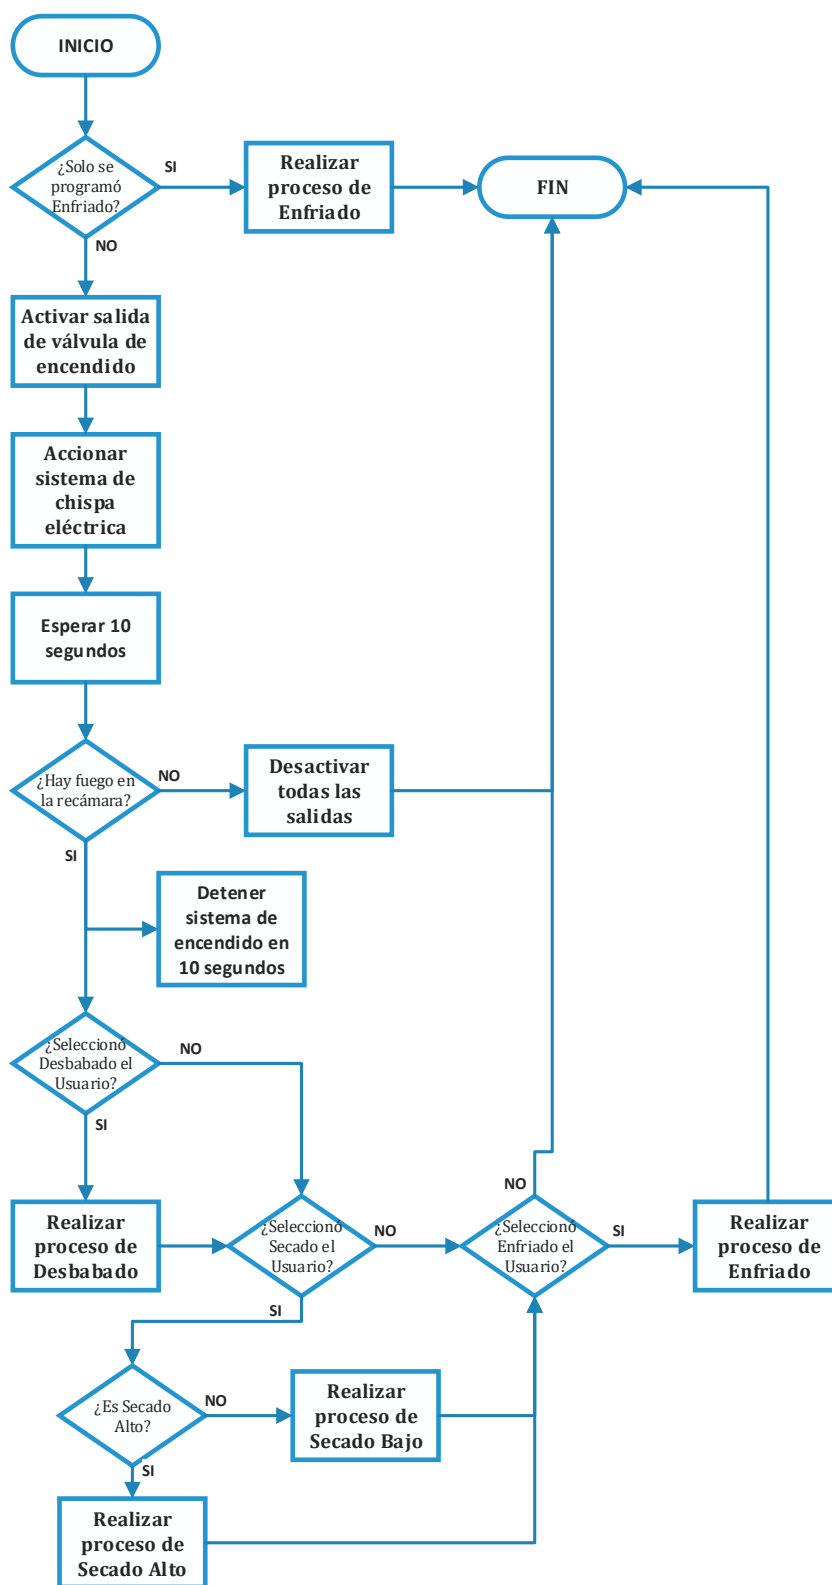 INICIO
¿Solo se
programó
Enfriado?
SI
Realizar
proceso de
Enfriado
FIN
NO
Activar salida
de válvula de
encendido
Accionar
sistema de
chispa
eléctrica
Esperar 10
segundos
¿Hay fuego en
la recámara?
NO
Desactivar
todas las
salidas
SI
Detener
sistema de
encendido en
10 segundos
¿Seleccionó
Desbabado el
Usuario?
NO
SI
Realizar
proceso de
Desbabado
¿Seleccionó
Secado el
Usuario?
NO
NO
¿Seleccionó
Enfriado el
Usuario?
SI
Realizar
proceso de
Enfriado
SI
¿Es Secado
Alto?
NO
Realizar
proceso de
Secado Bajo
SI
Realizar
proceso de
Secado Alto